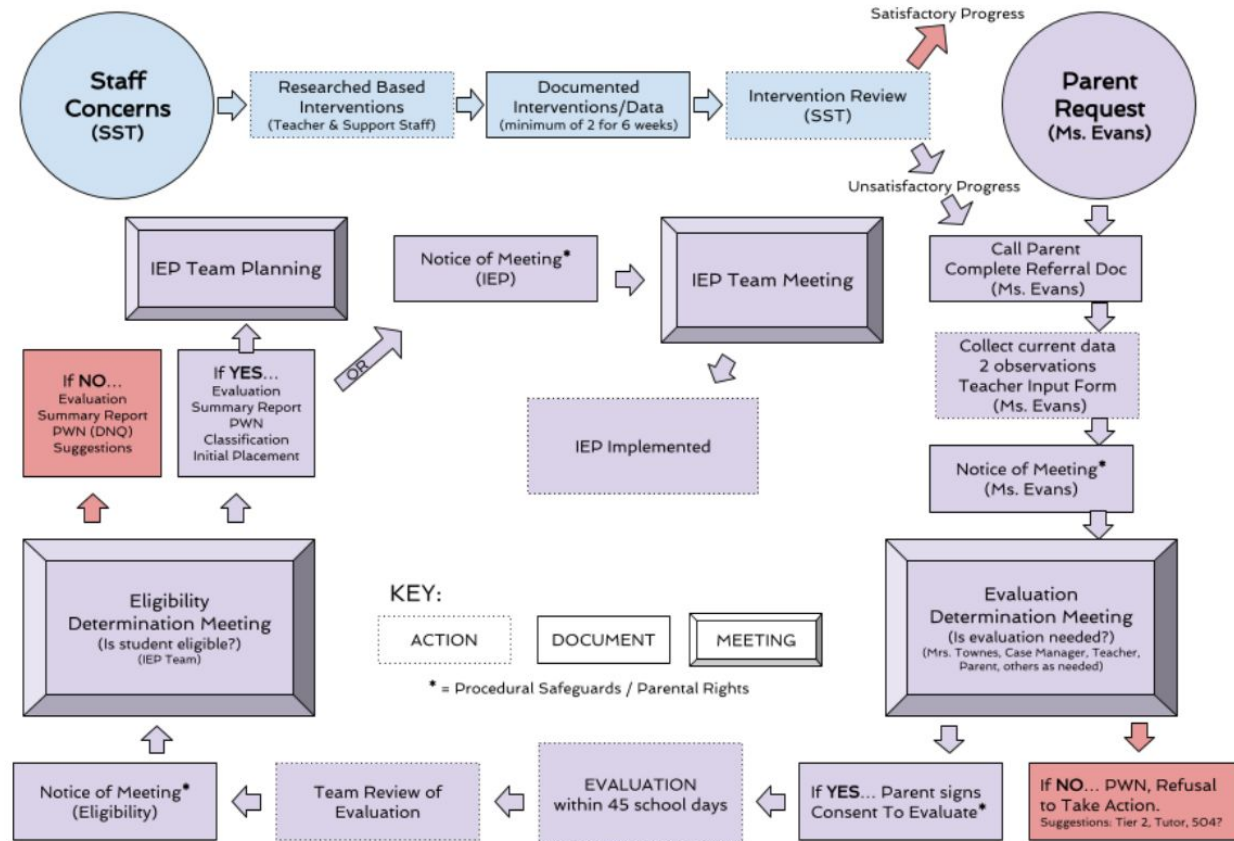 Staff
Concerns
(SST)
Researched Based
Interventions
(Teacher & Support Staff)
Documented
Interventions/Data
(minimum of 2 for 6 weeks)
Intervention Review
(SST)
Satisfactory Progress
Unsatisfactory Progress
Parent
Request
(Ms. Evans)
Call Parent
Complete Referral Doc
(Ms. Evans)
Collect current data
2 observations
Teacher Input Form
(Ms. Evans)
Notice of Meeting*
(Ms. Evans)
Evaluation
Determination Meeting
(Is evaluation needed?)
(Mrs. Townes, Case Manager, Teacher,
Parent, others as needed)
If NO... PWN, Refusal
to Take Action.
Suggestions: Tier 2, Tutor, 504?
If YES... Parent signs
Consent To Evaluate*
EVALUATION
within 45 school days
Team Review of
Evaluation
Notice of Meeting*
(Eligibility)
Eligibility
Determination Meeting
(Is student eligible?)
(IEP Team)
If NO...
Evaluation
Summary Report
PWN (DNQ)
Suggestions
If YES...
Evaluation
Summary Report
PWN
Classification
Initial Placement
IEP Team Planning
OR
Notice of Meeting*
(IEP)
IEP Team Meeting
IEP Implemented
KEY:
ACTION
DOCUMENT
MEETING
* = Procedural Safeguards / Parental Rights